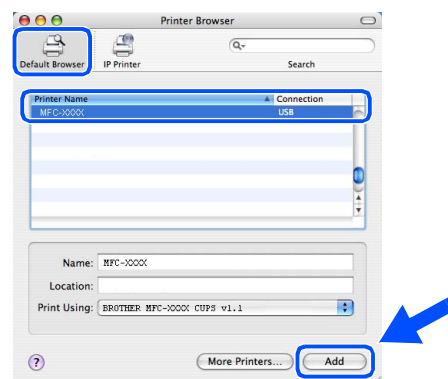 Printer Browser
Default Browser IP Printer Search
Printer Name Connection
MFC-XXXX USB
Name: MFC-XXXX
Location:
Print Using: BROTHER MFC-XXXX CUPS v1.1
? More Printers... Add